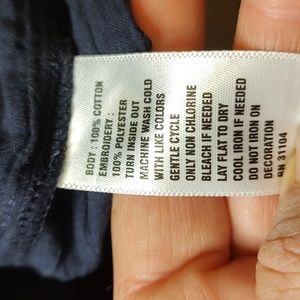 BODY : 100% COTTON
EMBROIDERY :
100% POLYESTER
TURN INSIDE OUT
MACHINE WASH COLD
WITH LIKE COLORS
GENTLE CYCLE
ONLY NON CHLORINE
BLEACH IF NEEDED
LAY FLAT TO DRY
COOL IRON IF NEEDED
DO NOT IRON ON
DECORATION
RN 31104